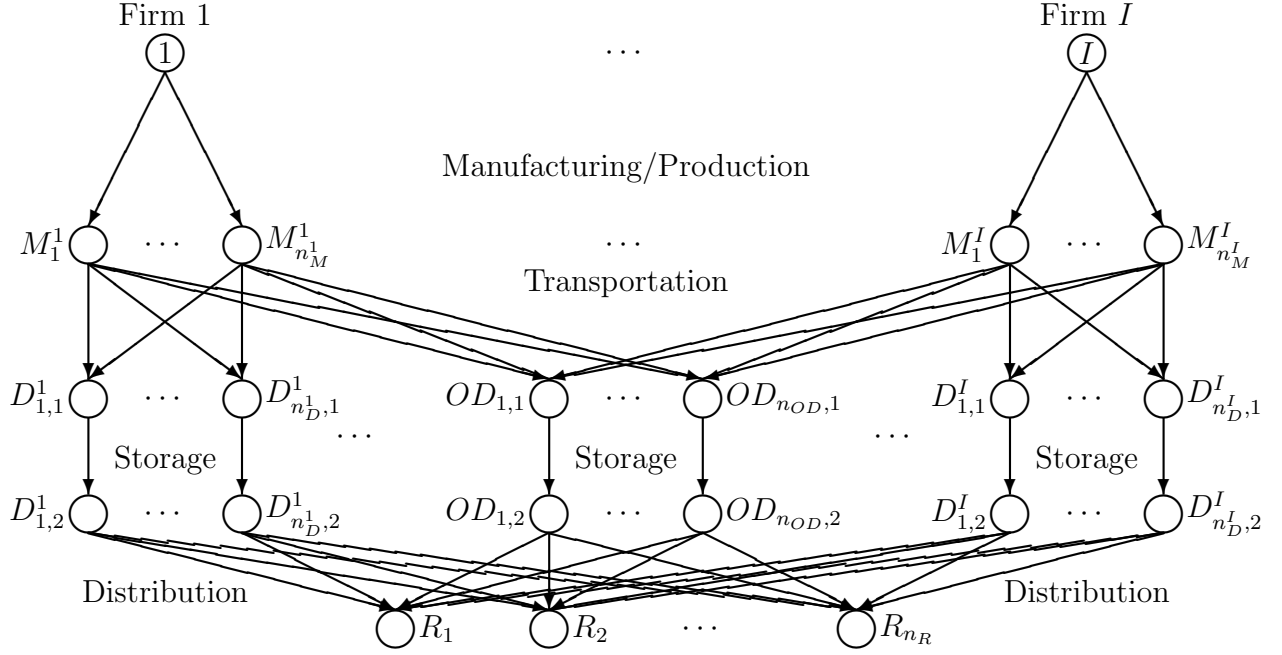 Firm 1 Firm I
1 ⋯ I
Manufacturing/Production
M^1_1 ⋯ M^1_{n^1_M} ⋯ M^I_1 ⋯ M^I_{n^I_M}
Transportation
D^1_{1,1} ⋯ D^1_{n^1_D,1} OD_{1,1} ⋯ OD_{n_{OD},1} D^I_{1,1} ⋯ D^I_{n^I_D,1}
⋯ ⋯
Storage Storage Storage
D^1_{1,2} ⋯ D^1_{n^1_D,2} OD_{1,2} ⋯ OD_{n_{OD},2} D^I_{1,2} ⋯ D^I_{n^I_D,2}
Distribution Distribution
R_1 R_2 ⋯ R_{n_R}